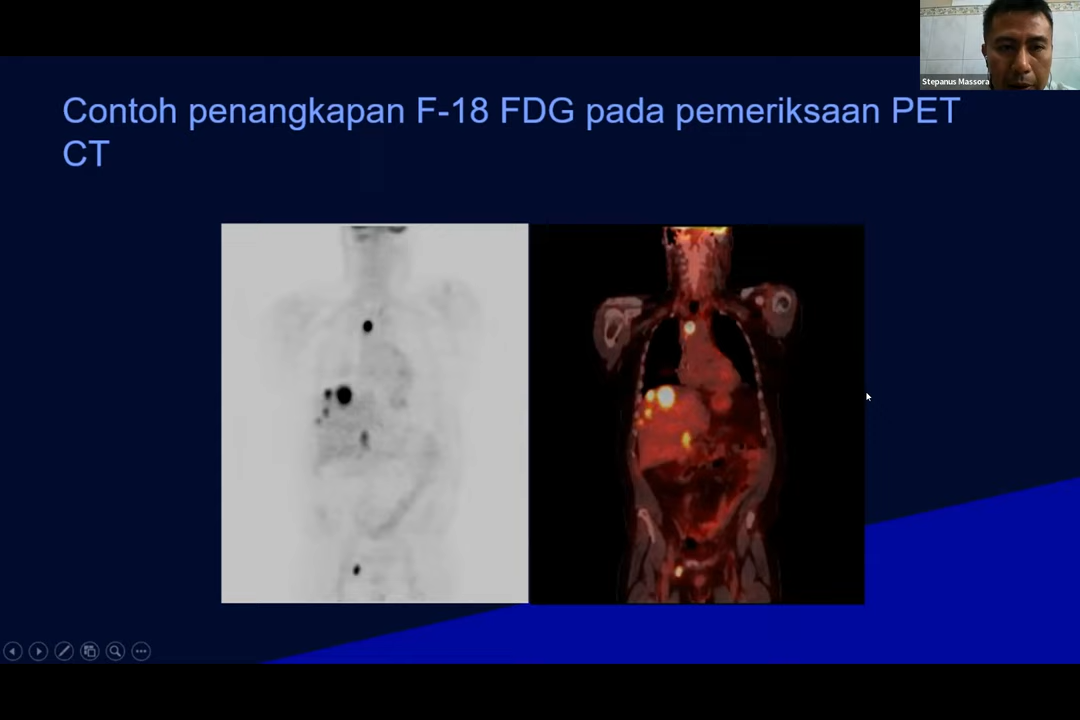 Stepanus Massora
Contoh penangkapan F-18 FDG pada pemeriksaan PET
CT